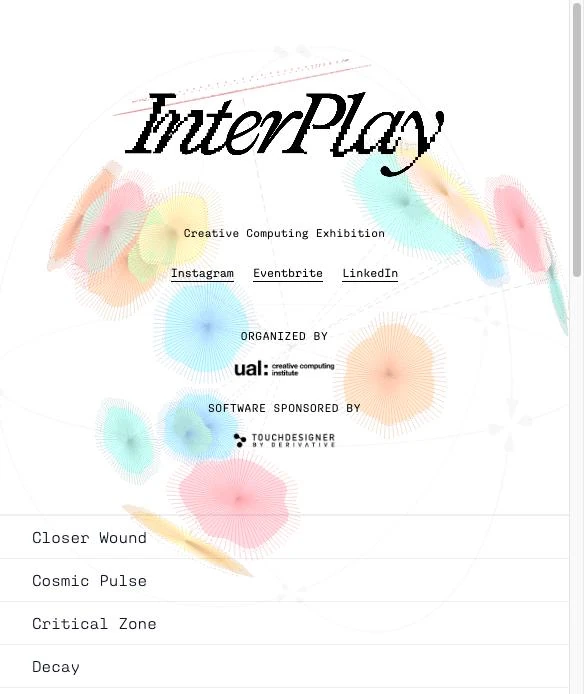 InterPlay
Creative Computing Exhibition
Instagram Eventbrite LinkedIn
ORGANIZED BY
ual: creative computing
institute
SOFTWARE SPONSORED BY
TOUCHDESIGNER
BY DERIVATIVE
Closer Wound
Cosmic Pulse
Critical Zone
Decay